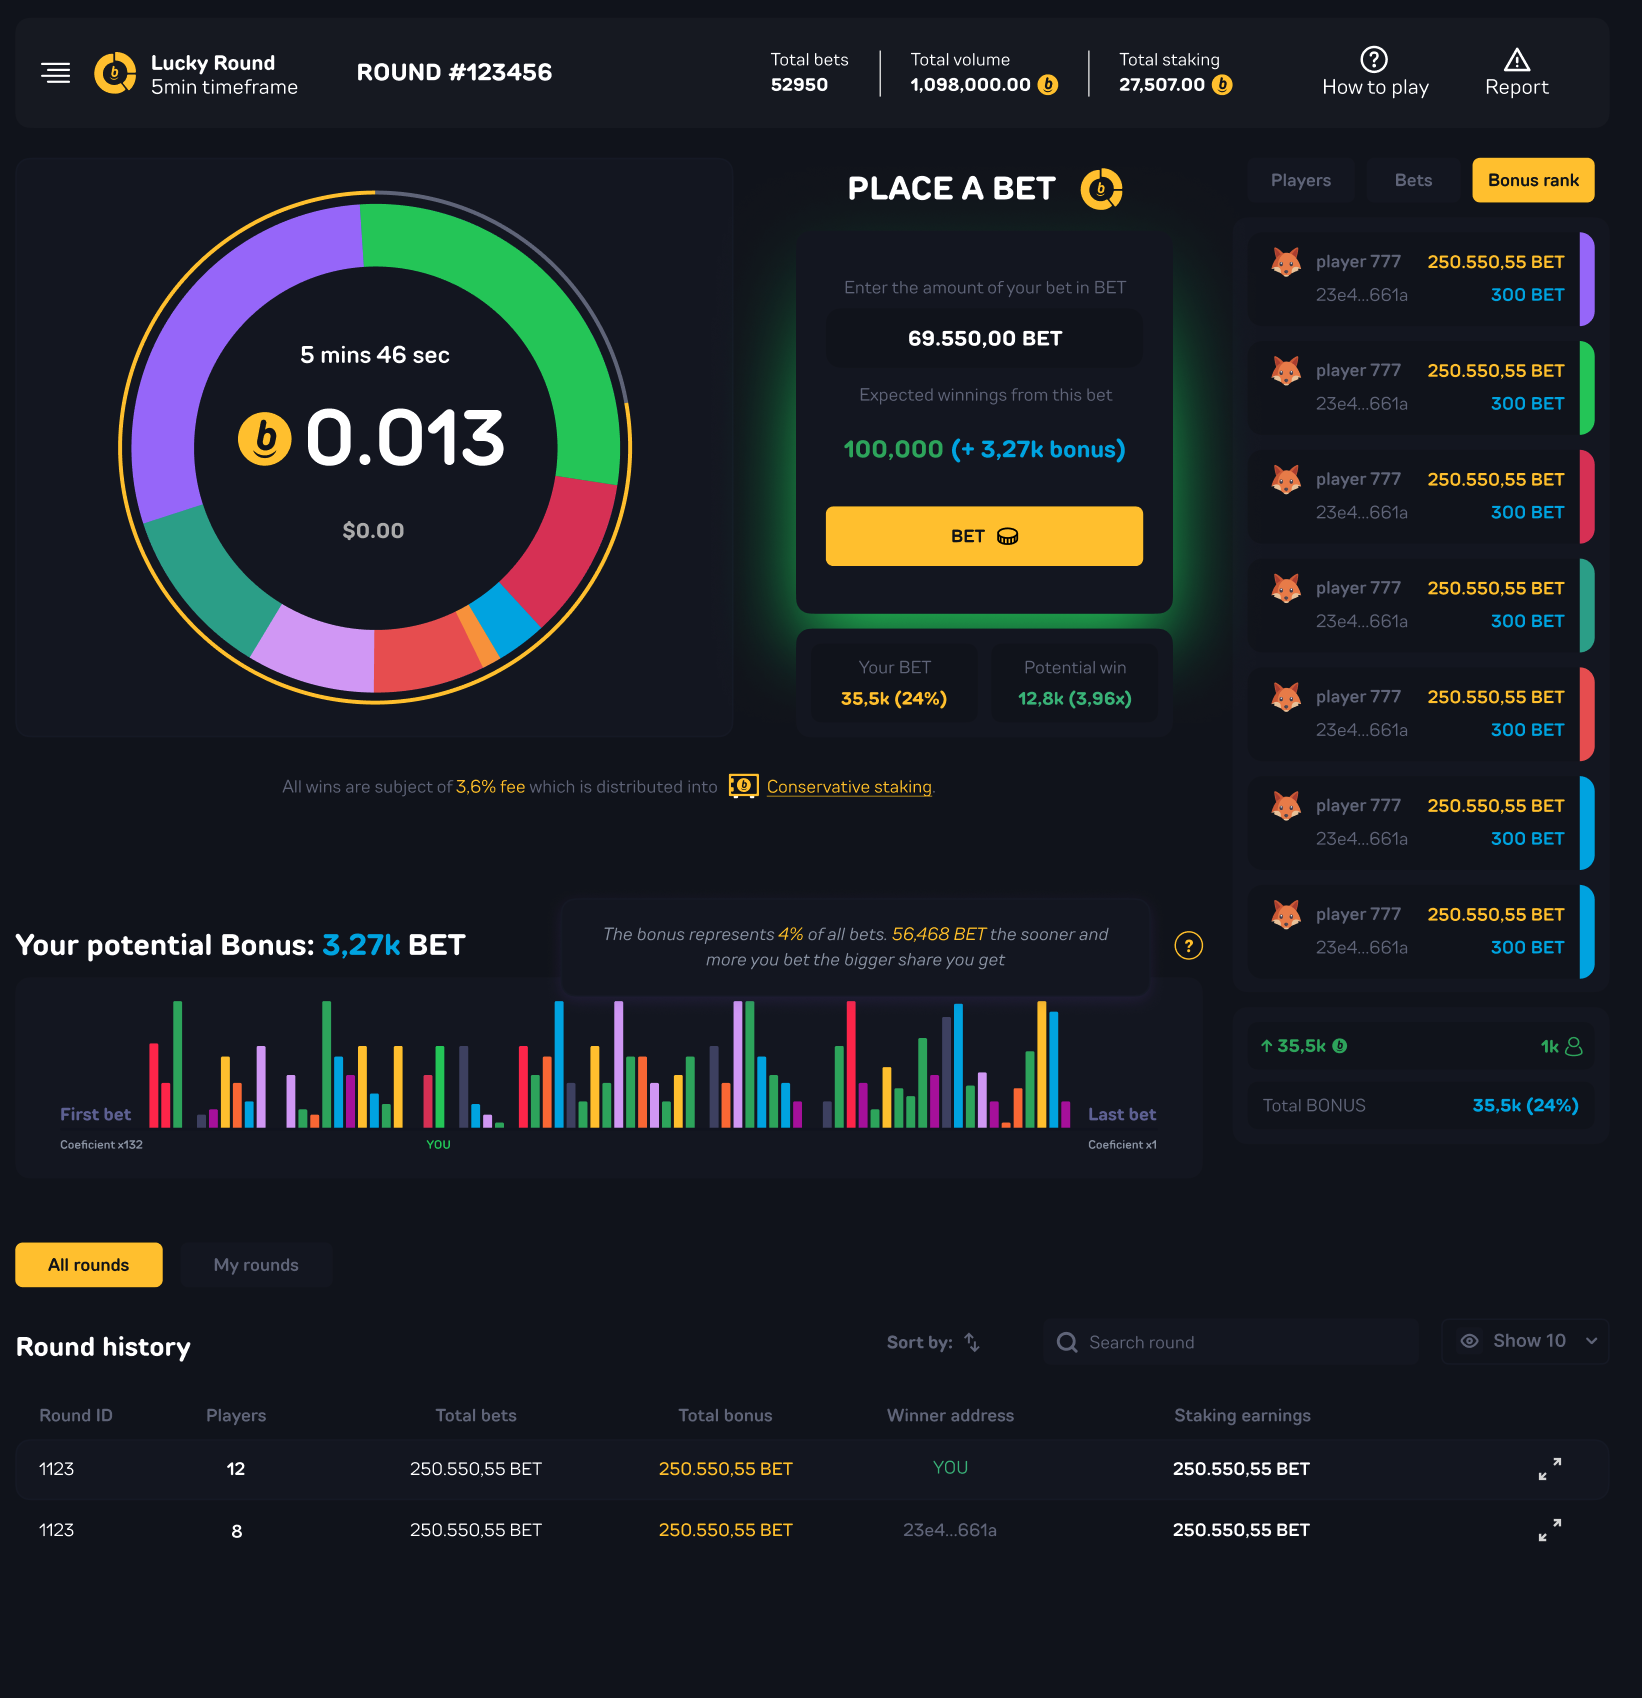 Lucky Round
5min timeframe
ROUND #123456
Total bets
52950
Total volume
1,098,000.00
Total staking
27,507.00
How to play
Report
5 mins 46 sec
0.013
$0.00
PLACE A BET
Enter the amount of your bet in BET
69.550,00 BET
Expected winnings from this bet
100,000 (+ 3,27k bonus)
BET
Your BET
35,5k (24%)
Potential win
12,8k (3,96x)
All wins are subject of 3,6% fee which is distributed into Conservative staking.
Players
Bets
Bonus rank
player 777 250.550,55 BET
23e4...661a 300 BET
player 777 250.550,55 BET
23e4...661a 300 BET
player 777 250.550,55 BET
23e4...661a 300 BET
player 777 250.550,55 BET
23e4...661a 300 BET
player 777 250.550,55 BET
23e4...661a 300 BET
player 777 250.550,55 BET
23e4...661a 300 BET
player 777 250.550,55 BET
23e4...661a 300 BET
35,5k 1k
Total BONUS 35,5k (24%)
Your potential Bonus: 3,27k BET
The bonus represents 4% of all bets. 56,468 BET the sooner and
more you bet the bigger share you get
?
First bet
Coeficient x132
YOU
Last bet
Coeficient x1
All rounds
My rounds
Round history
Sort by:
Search round
Show 10
Round ID Players Total bets Total bonus Winner address Staking earnings
1123 12 250.550,55 BET 250.550,55 BET YOU 250.550,55 BET
1123 8 250.550,55 BET 250.550,55 BET 23e4...661a 250.550,55 BET